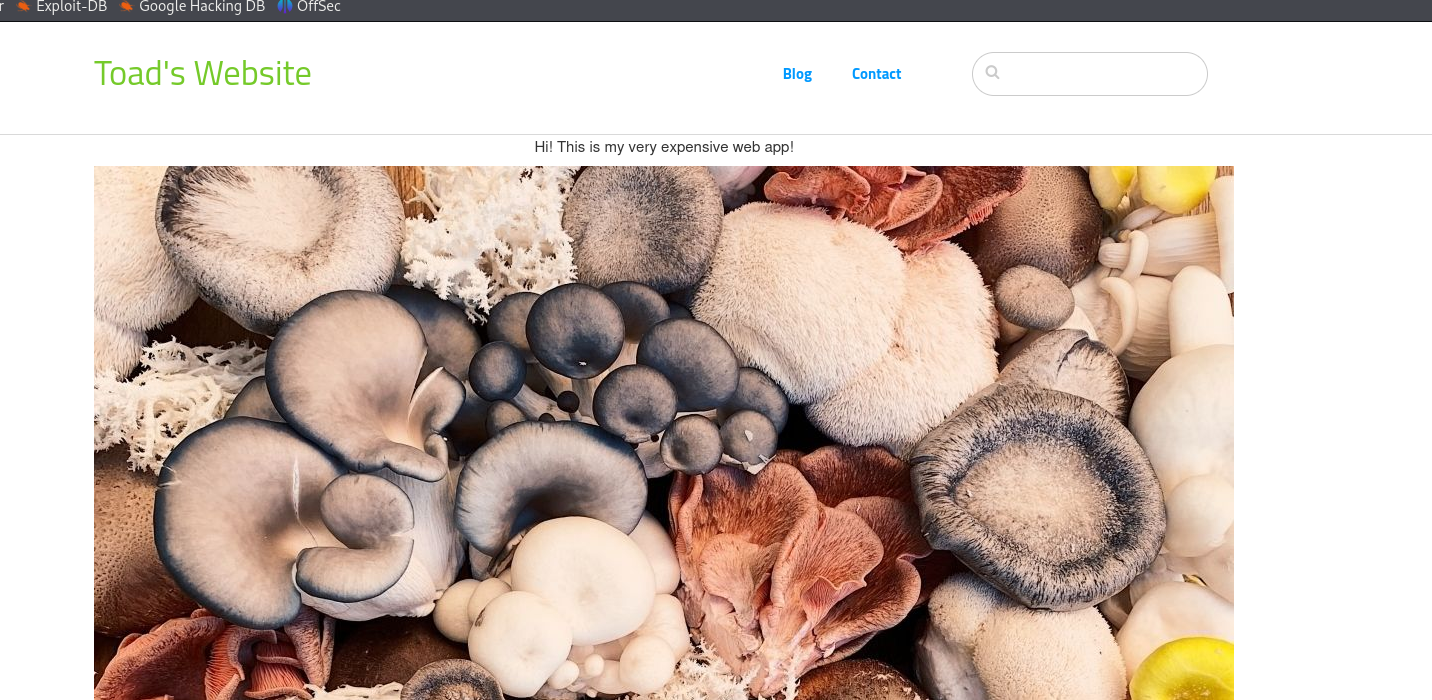 r Exploit-DB Google Hacking DB OffSec
Toad's Website
Blog Contact
Hi! This is my very expensive web app!